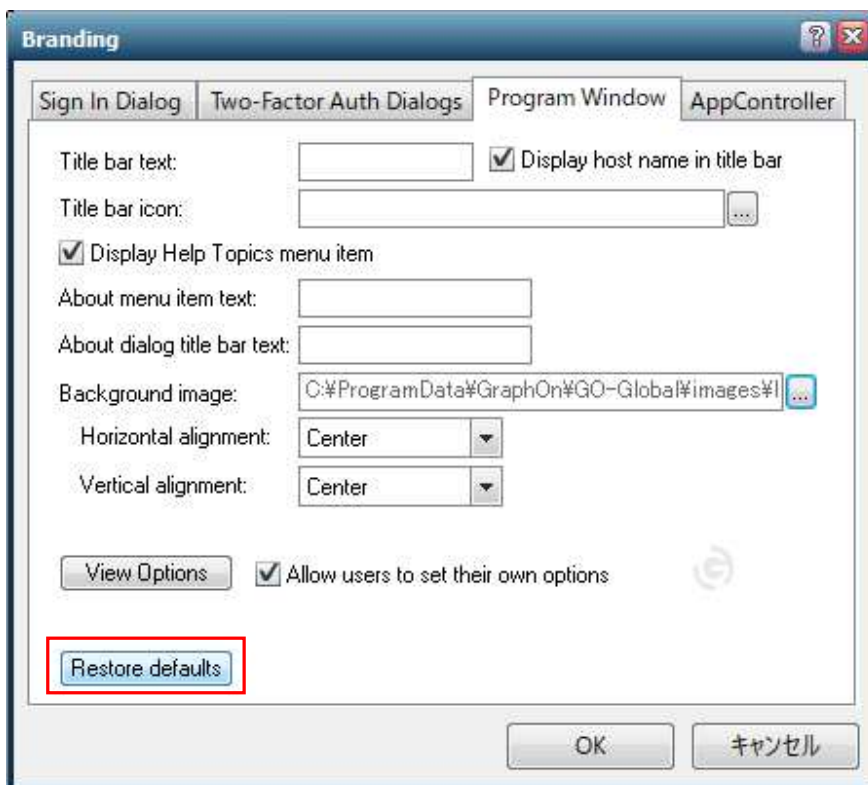 Branding
Sign In Dialog Two-Factor Auth Dialogs Program Window AppController
Title bar text: Display host name in title bar
Title bar icon: ...
Display Help Topics menu item
About menu item text:
About dialog title bar text:
Background image: C:¥ProgramData¥GraphOn¥GO-Global¥images¥ ...
Horizontal alignment: Center
Vertical alignment: Center
View Options Allow users to set their own options
Restore defaults
OK キャンセル